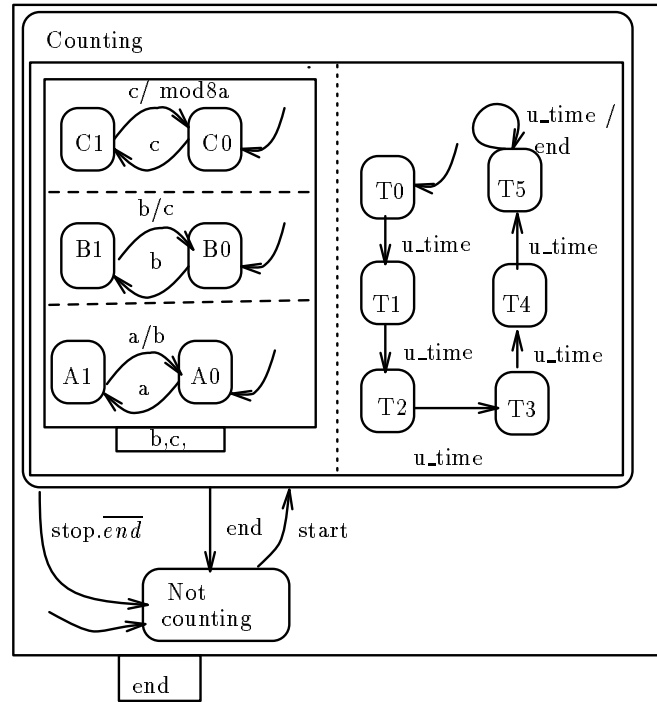 Counting
c/ mod8a
C1
c
C0
b/c
B1
b
B0
a/b
A1
a
A0
b,c,
T0
u_time
T1
u_time
T2
u_time
T3
u_time
T4
u_time
T5
u_time /
end
stop.end
end
start
Not
counting
end